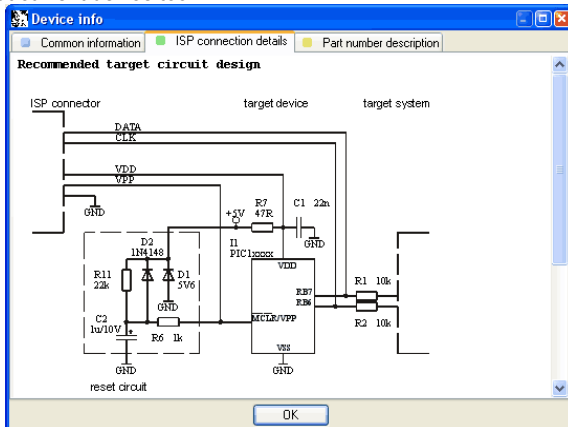 Device info
Common information
ISP connection details
Part number description
Recommended target circuit design
ISP connector
target device
target system
DATA
CLK
VDD
VPP
GND
+5V
R7
47R
C1 22n
GND
D2
1N4148
I1
PIC1xxxx
VDD
R11
22k
D1
5V6
GND
RB7
RB6
R1 10k
R2 10k
C2
1u/10V
R6 1k
MCLR/VPP
VSS
GND
GND
reset circuit
OK